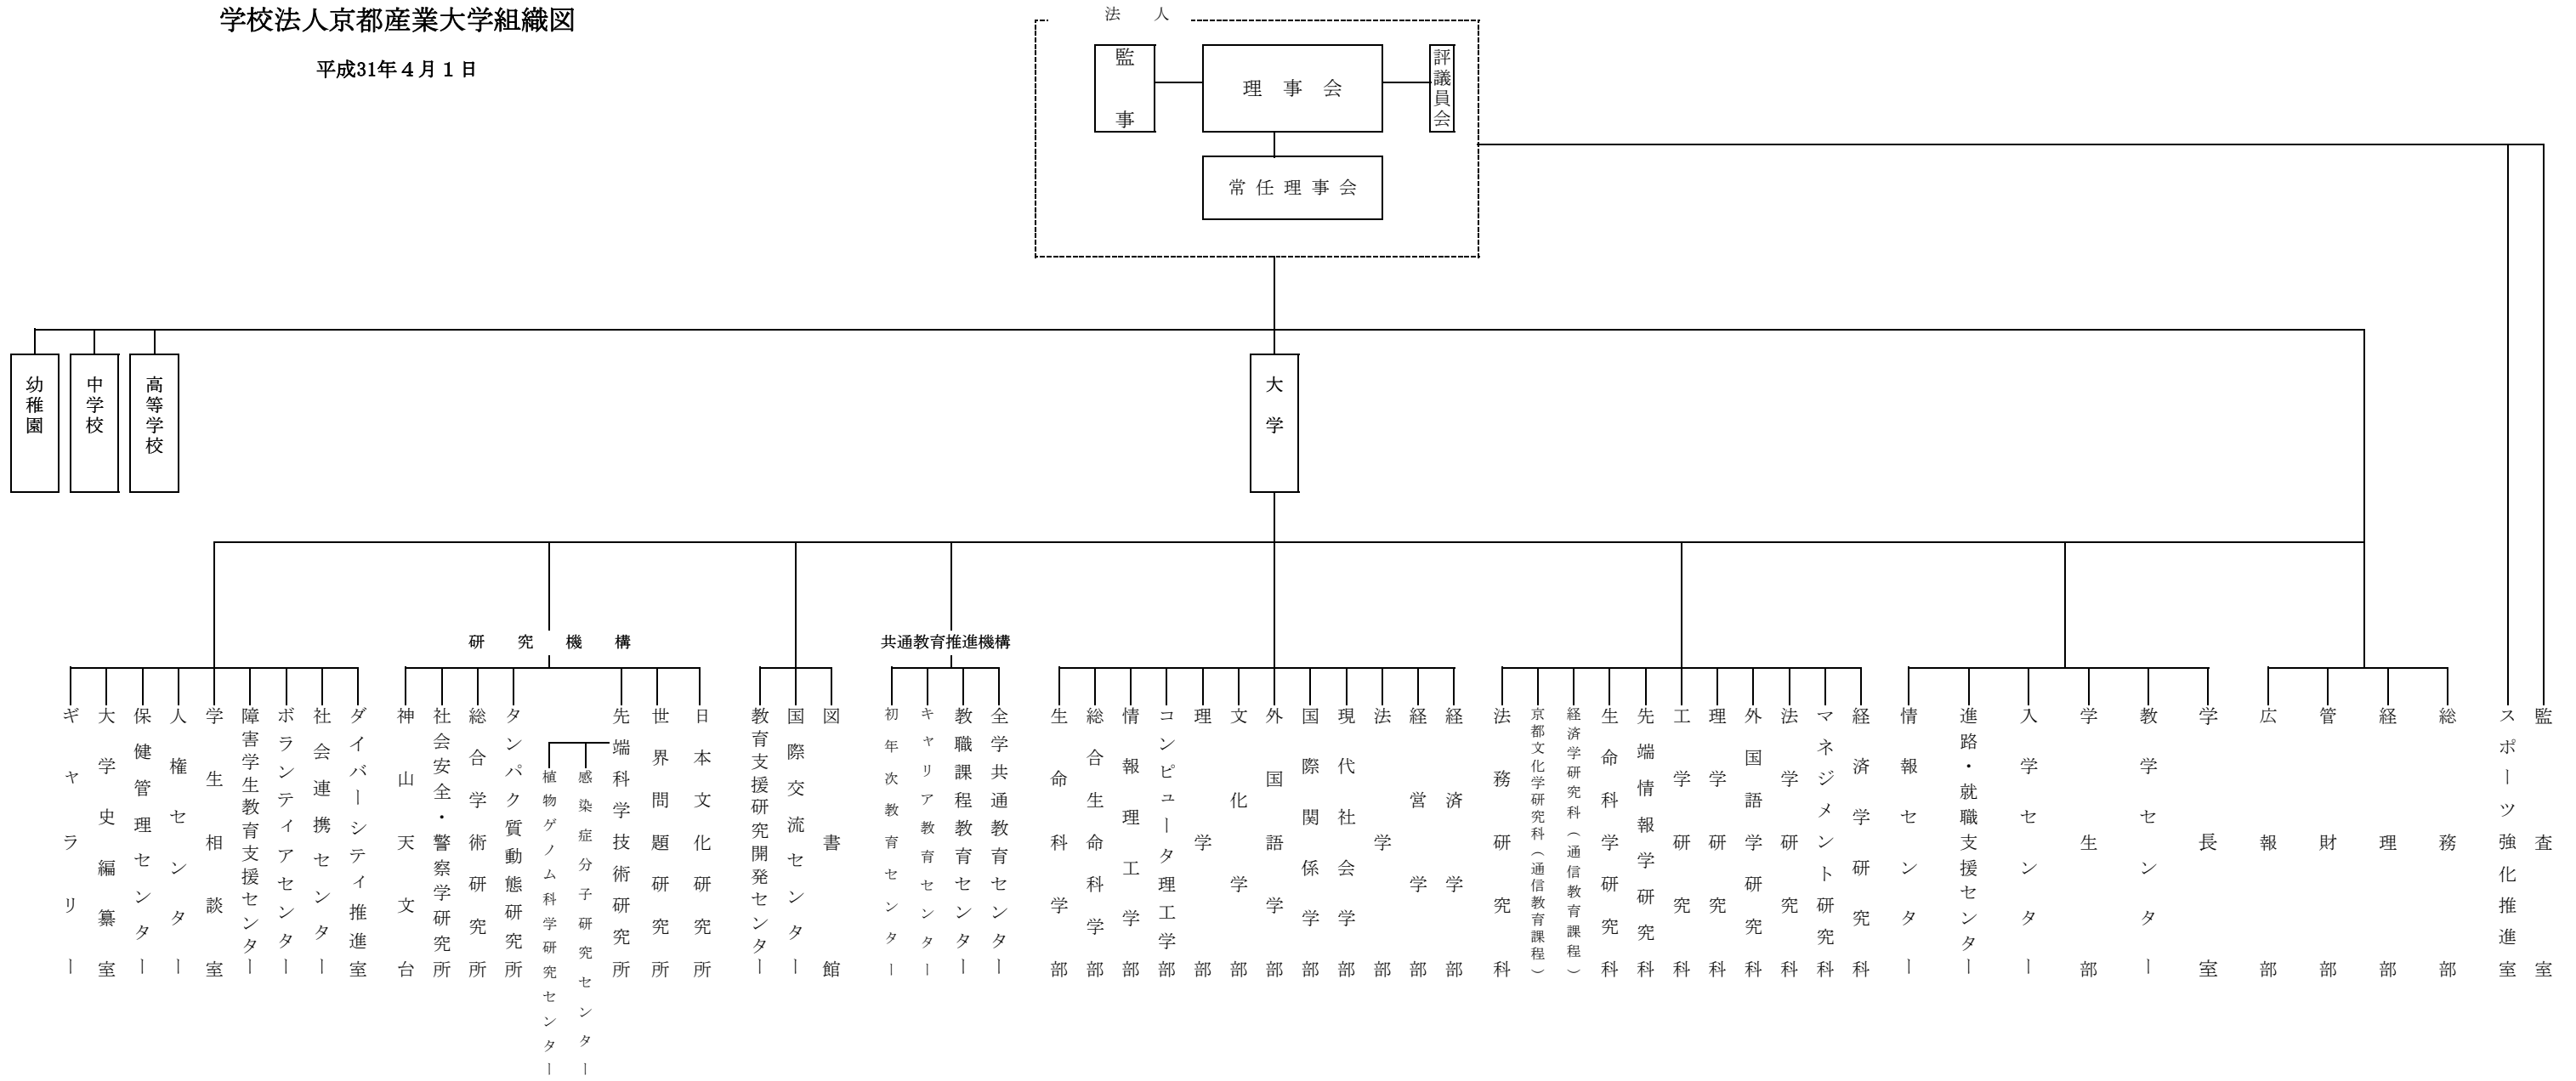 学校法人京都産業大学組織図
平成31年４月１日
法人
監事
理事会
評議員会
常任理事会
幼稚園
中学校
高等学校
大学
研究機構
共通教育推進機構
ギャラリー
大学史編纂室
保健管理センター
人権センター
学生相談室
障害学生教育支援センター
ボランティアセンター
社会連携センター
ダイバーシティ推進室
神山天文台
社会安全・警察学研究所
総合学術研究所
タンパク質動態研究所
植物ゲノム科学研究センター
感染症分子研究センター
先端科学技術研究所
世界問題研究所
日本文化研究所
教育支援研究開発センター
国際交流センター
図書館
初年次教育センター
キャリア教育センター
教職課程教育センター
全学共通教育センター
生命科学部
総合生命科学部
情報理工学部
コンピュータ理工学部
理学部
文化学部
外国語学部
国際関係学部
現代社会学部
法学部
経営学部
経済学部
法務研究科
京都文化学研究科（通信教育課程）
経済学研究科（通信教育課程）
生命科学研究科
先端情報学研究科
工学研究科
理学研究科
外国語学研究科
法学研究科
マネジメント研究科
経済学研究科
情報センター
進路・就職支援センター
入学センター
学生部
教学センター
学長室
広報部
管財部
経理部
総務部
スポーツ強化推進室
監査室